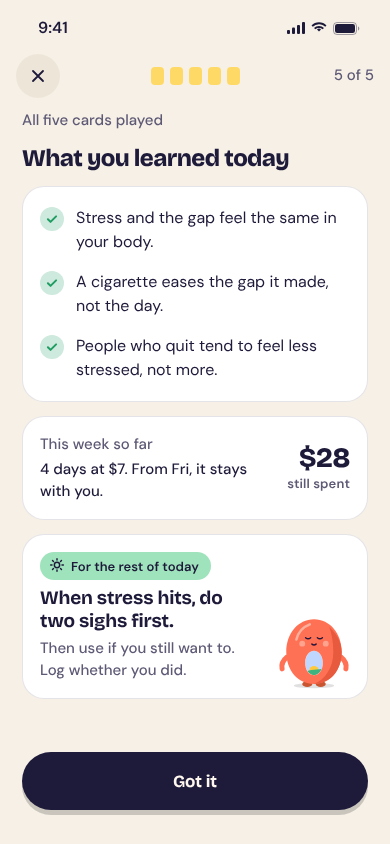 9:41
5 of 5
All five cards played
What you learned today
Stress and the gap feel the same in
your body.
A cigarette eases the gap it made,
not the day.
People who quit tend to feel less
stressed, not more.
This week so far
4 days at $7. From Fri, it stays
with you.
$28
still spent
For the rest of today
When stress hits, do
two sighs first.
Then use if you still want to.
Log whether you did.
Got it